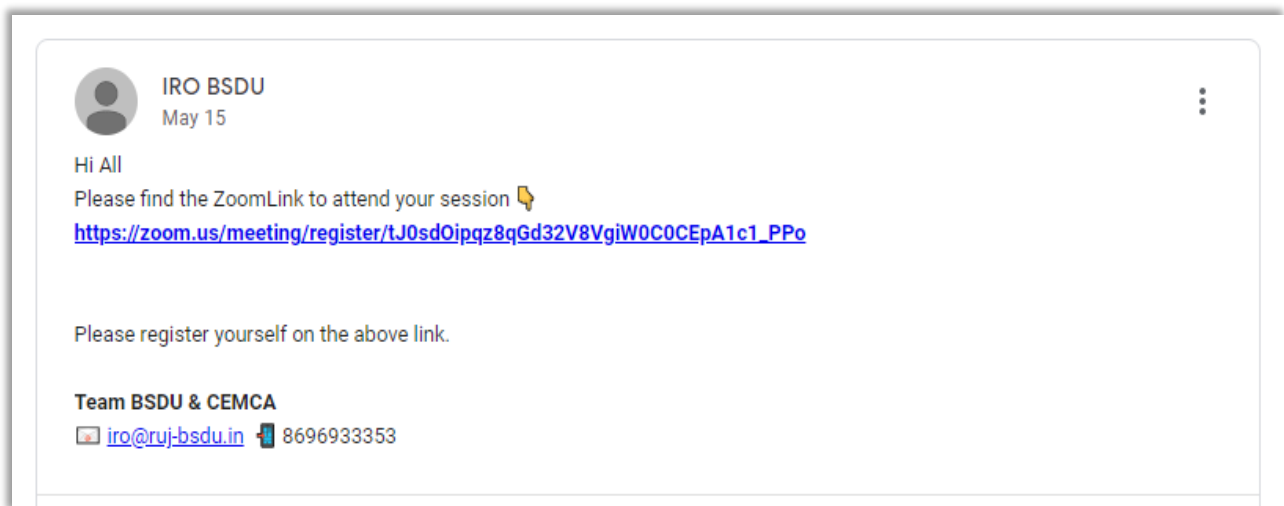 IRO BSDU
May 15
Hi All
Please find the ZoomLink to attend your session 👇
https://zoom.us/meeting/register/tJ0sdOipqz8qGd32V8VgiW0C0CEpA1c1_PPo
Please register yourself on the above link.
Team BSDU & CEMCA
📧 iro@ruj-bsdu.in 📲 8696933353